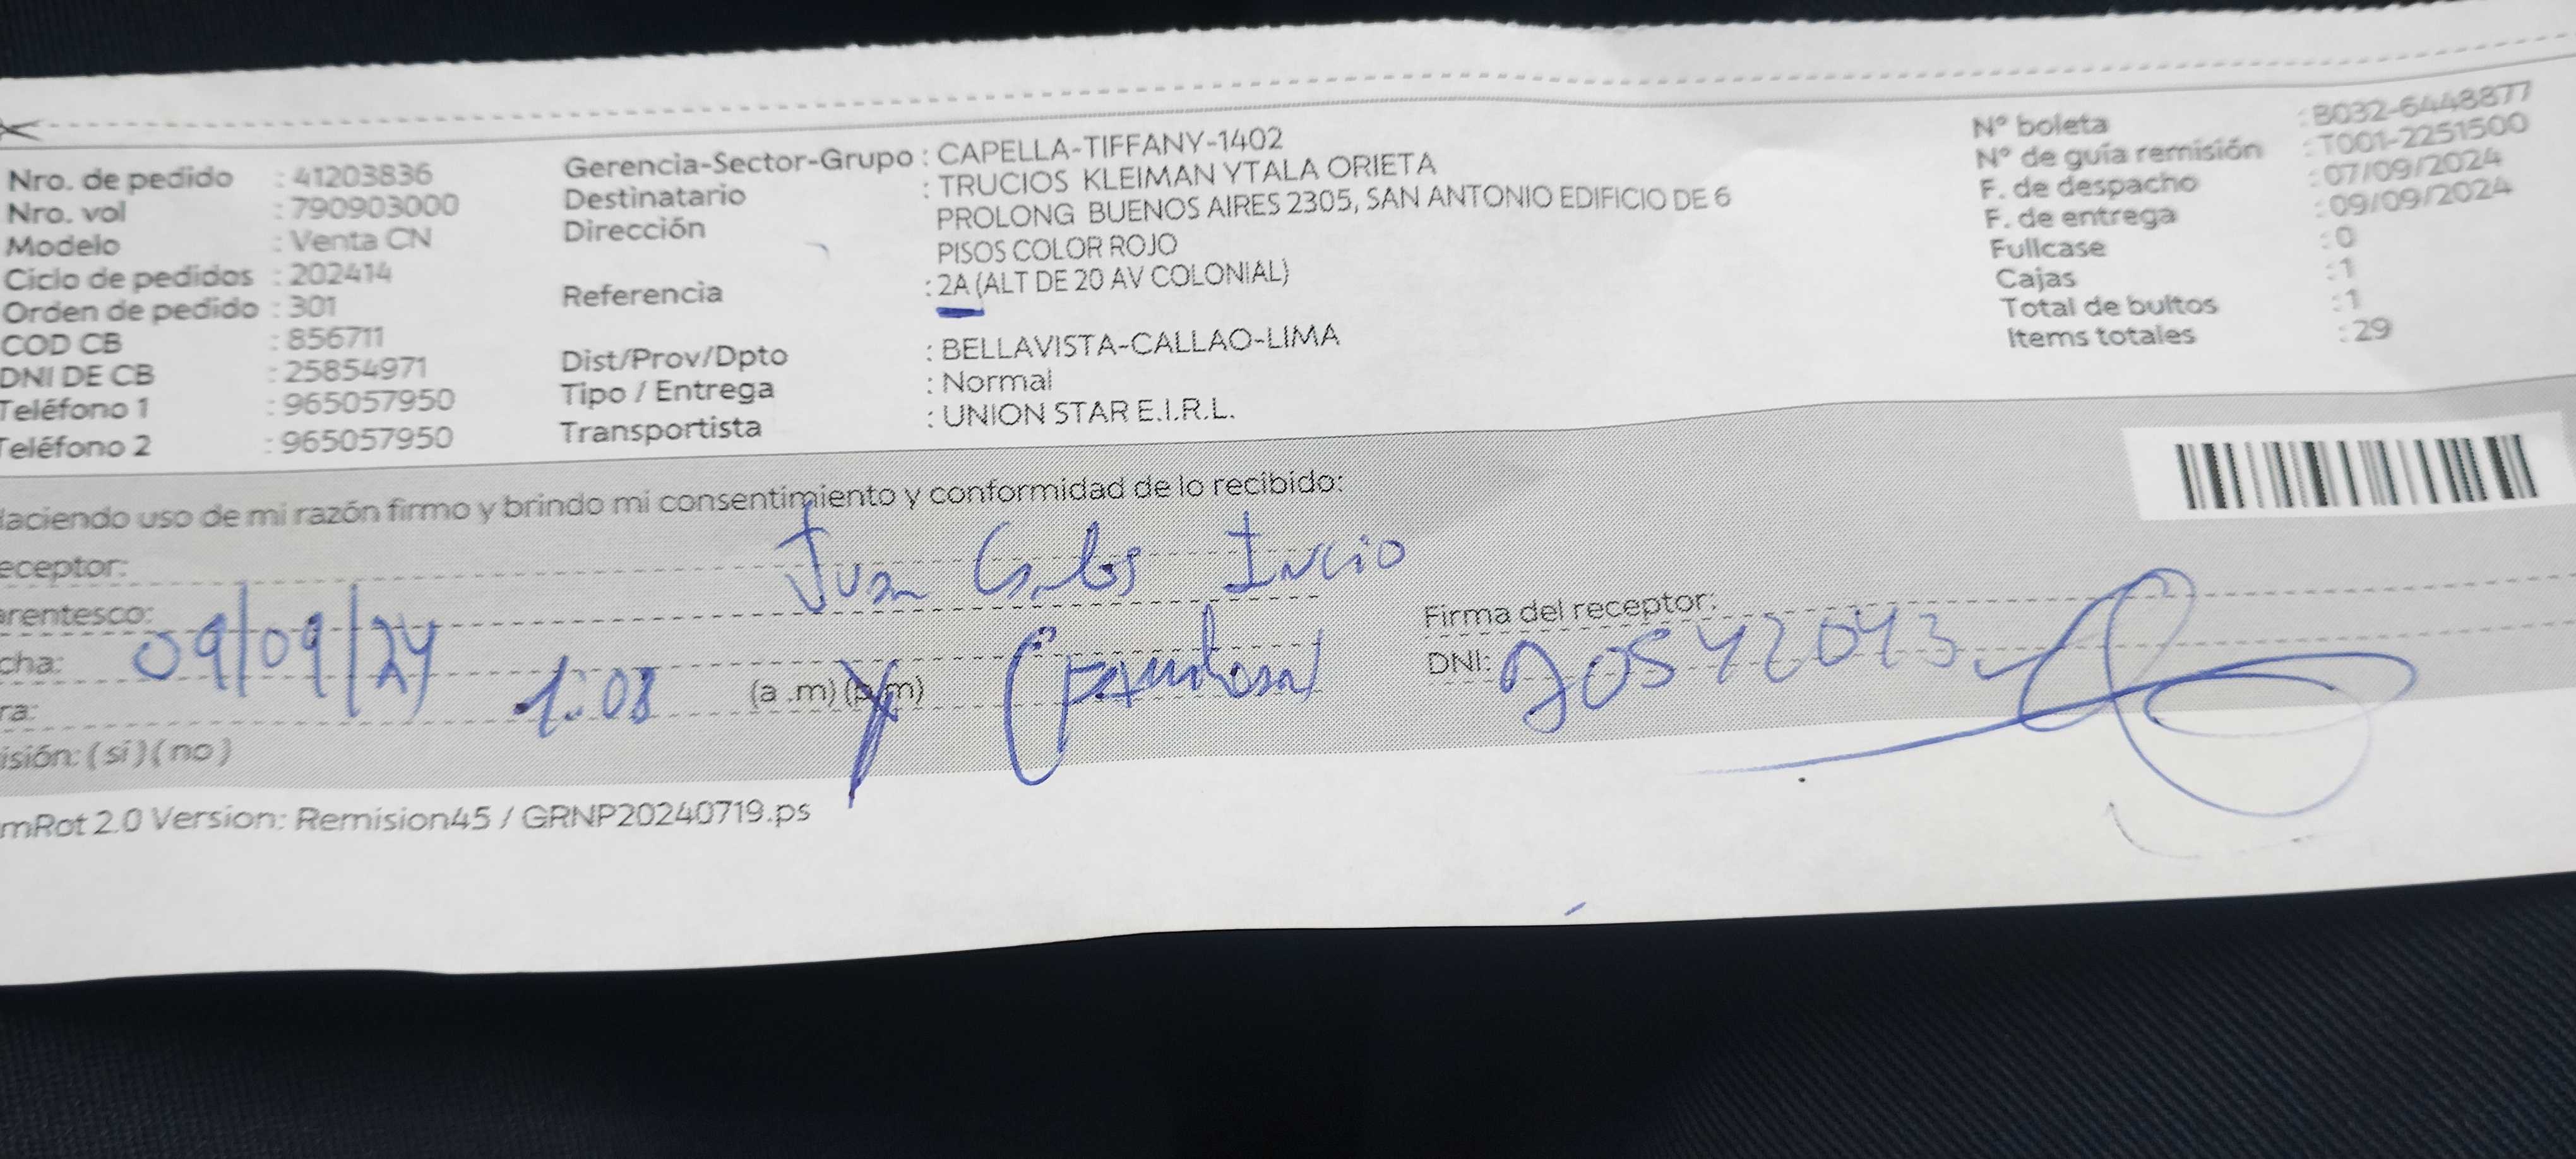 Nro. de pedido : 41203836
Nro. vol : 790903000
Modelo : Venta CN
Ciclo de pedidos : 202414
Orden de pedido : 301
COD CB : 856711
DNI DE CB : 25854971
Teléfono 1 : 965057950
Teléfono 2 : 965057950
Gerencia-Sector-Grupo : CAPELLA-TIFFANY-1402
Destinatario : TRUCIOS KLEIMAN YTALA ORIETA
Dirección PROLONG BUENOS AIRES 2305, SAN ANTONIO EDIFICIO DE 6
PISOS COLOR ROJO
Referencia : 2A (ALT DE 20 AV COLONIAL)
Dist/Prov/Dpto : BELLAVISTA-CALLAO-LIMA
Tipo / Entrega : Normal
Transportista : UNION STAR E.I.R.L.
N° boleta : B032-6448877
N° de guía remisión : T001-2251500
F. de despacho : 07/09/2024
F. de entrega : 09/09/2024
Fullcase : 0
Cajas : 1
Total de bultos : 1
Items totales : 29
Haciendo uso de mi razón firmo y brindo mi consentimiento y conformidad de lo recibido:
eceptor: Juan Carlos Incio
arentesco:
Firma del receptor:
cha: 09/09/24
DNI: 20542043
ra: 1:08 (a .m) (p.m)
isión: (si) (no)
mRot 2.0 Version: Remision45 / GRNP20240719.ps